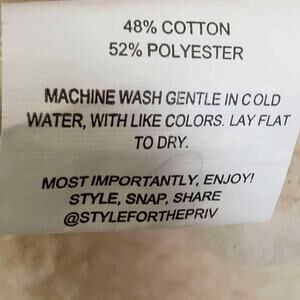 48% COTTON
52% POLYESTER
MACHINE WASH GENTLE IN COLD
WATER, WITH LIKE COLORS. LAY FLAT
TO DRY.
MOST IMPORTANTLY, ENJOY!
STYLE, SNAP, SHARE
@STYLEFORTHEPRIV